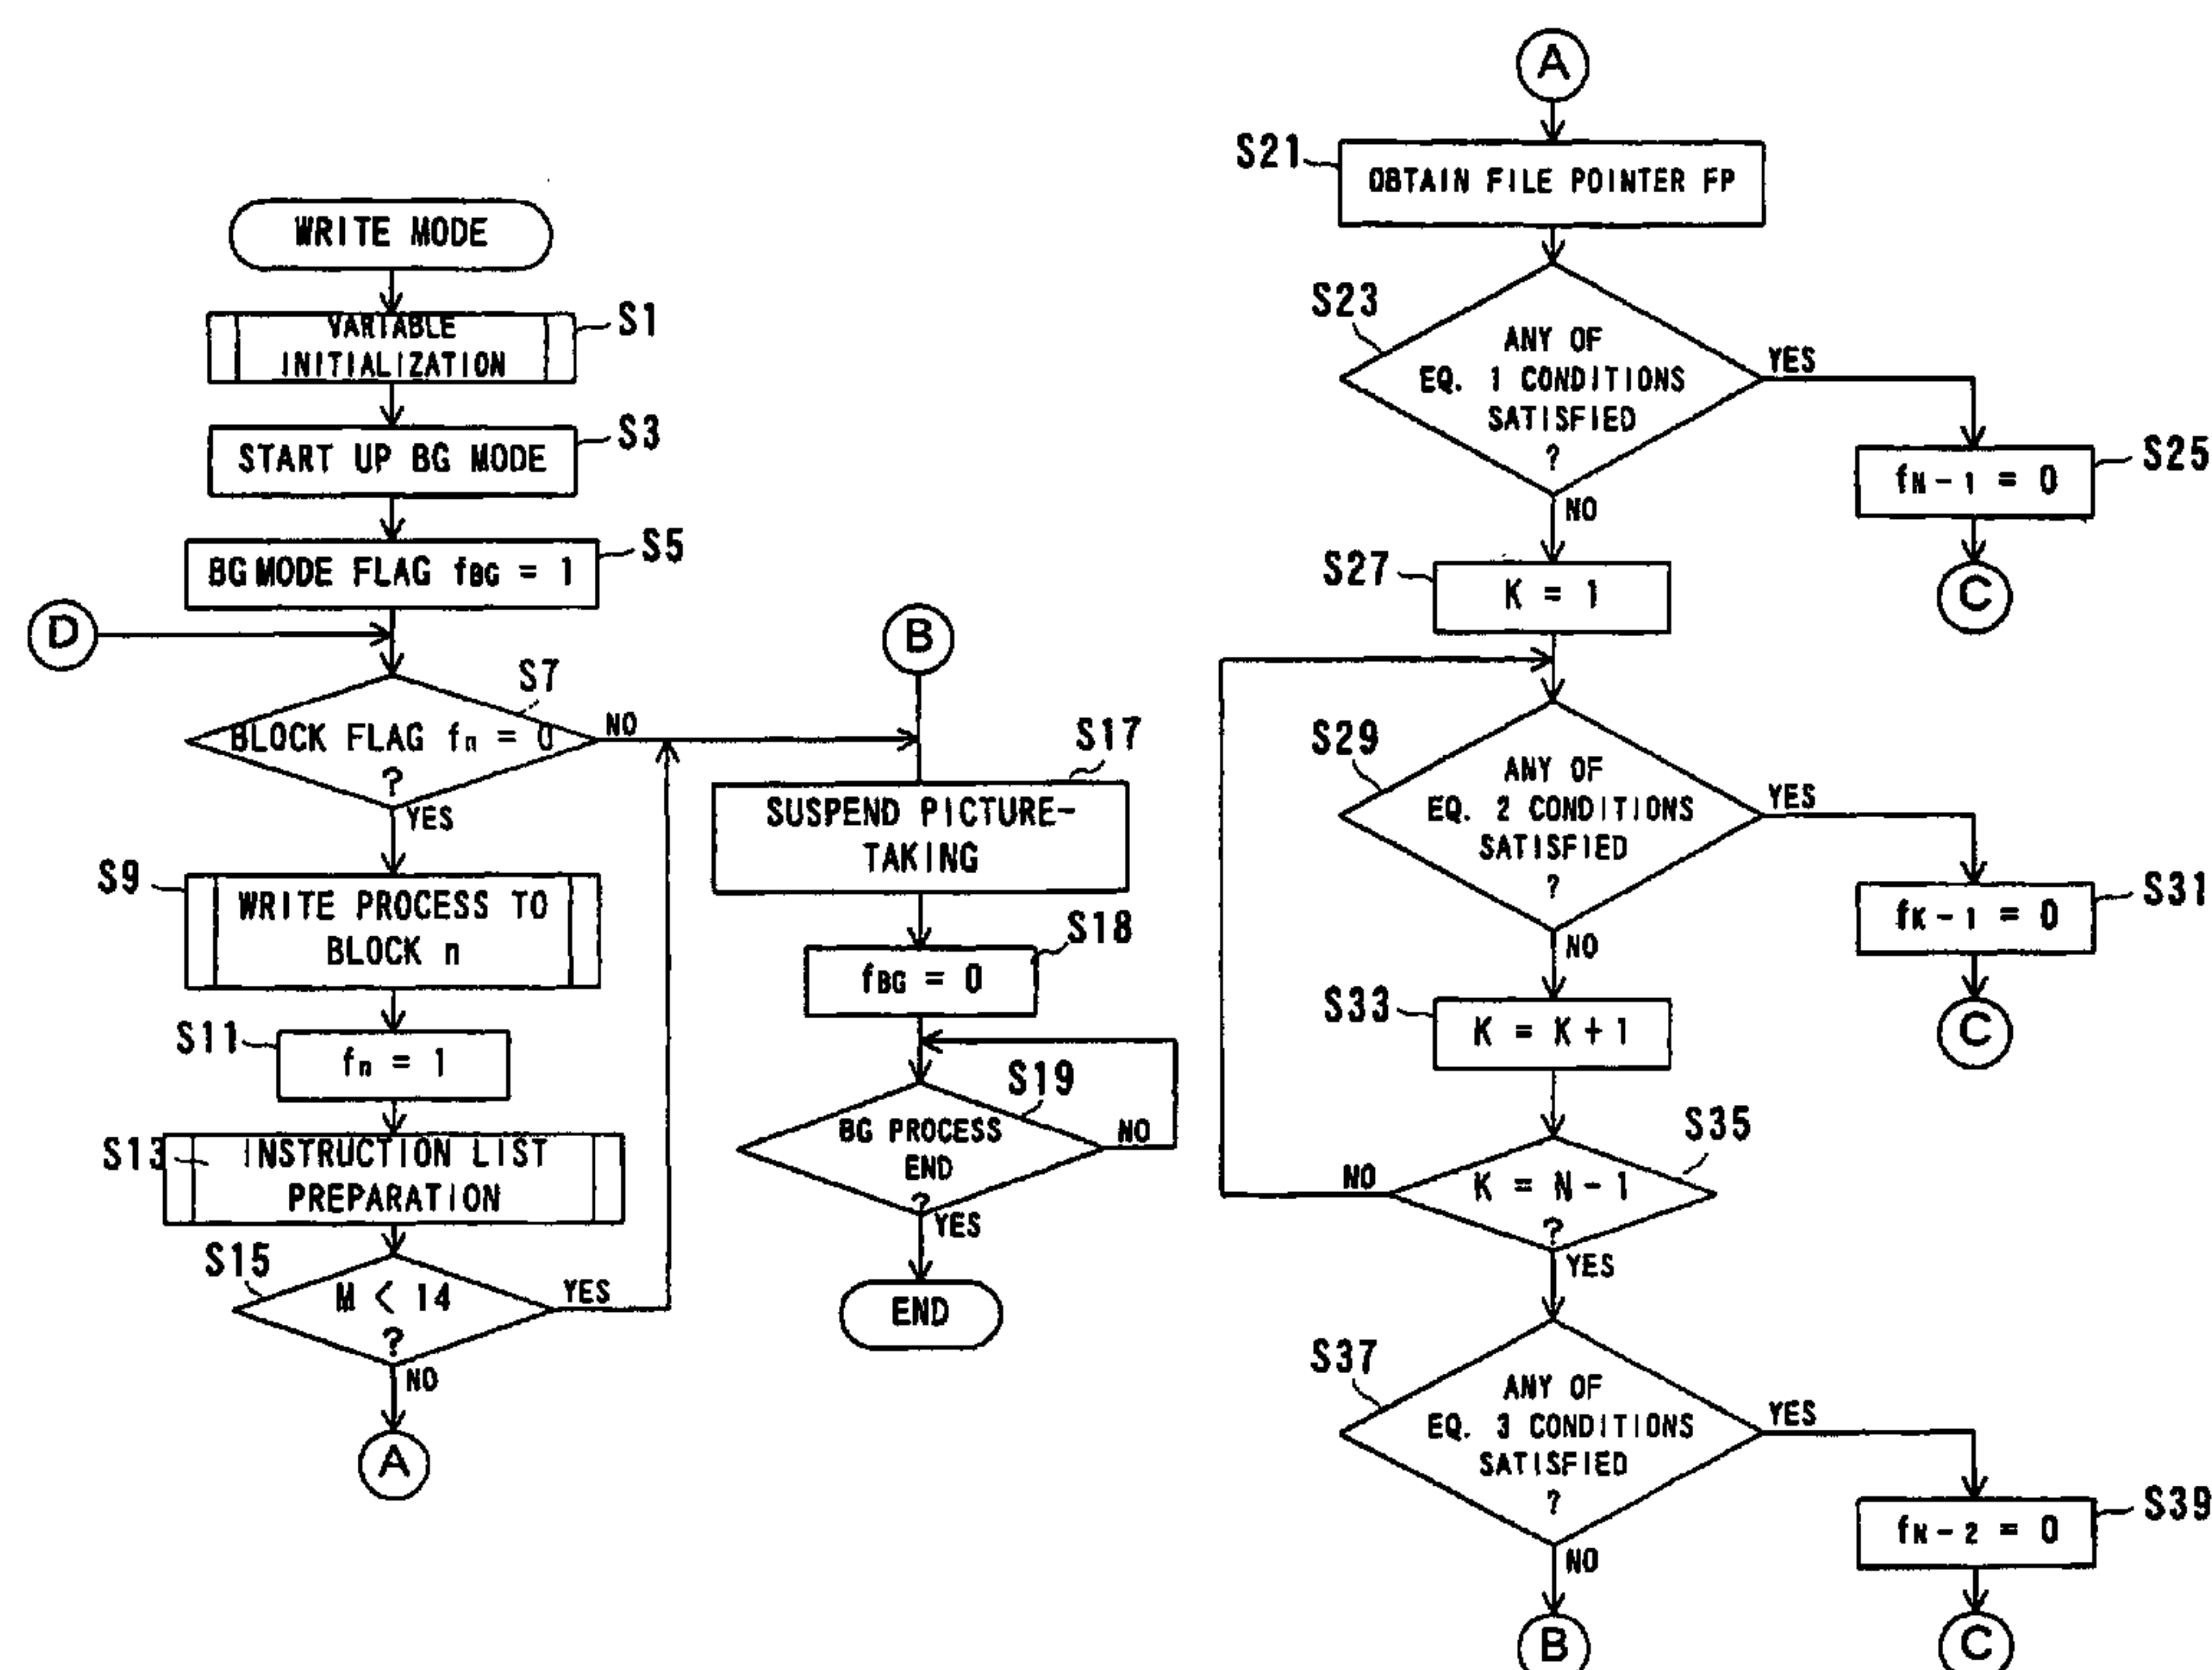 WRITE MODE
VARIABLE
INITIALIZATION
S1
START UP BG MODE
S3
BG MODE FLAG fBG = 1
S5
D
S7
BLOCK FLAG fn = 0
?
NO
YES
S9
WRITE PROCESS TO
BLOCK n
S11
fn = 1
S13
INSTRUCTION LIST
PREPARATION
S15
M < 14
?
YES
NO
A
B
S17
SUSPEND PICTURE-
TAKING
S18
fBG = 0
S19
BG PROCESS
END
?
NO
YES
END
A
S21
OBTAIN FILE POINTER FP
S23
ANY OF
EQ. 1 CONDITIONS
SATISFIED
?
YES
NO
S25
fN-1 = 0
C
S27
K = 1
S29
ANY OF
EQ. 2 CONDITIONS
SATISFIED
?
YES
NO
S31
fK-1 = 0
C
S33
K = K+1
S35
K = N-1
?
NO
YES
S37
ANY OF
EQ. 3 CONDITIONS
SATISFIED
?
YES
NO
S39
fN-2 = 0
C
B